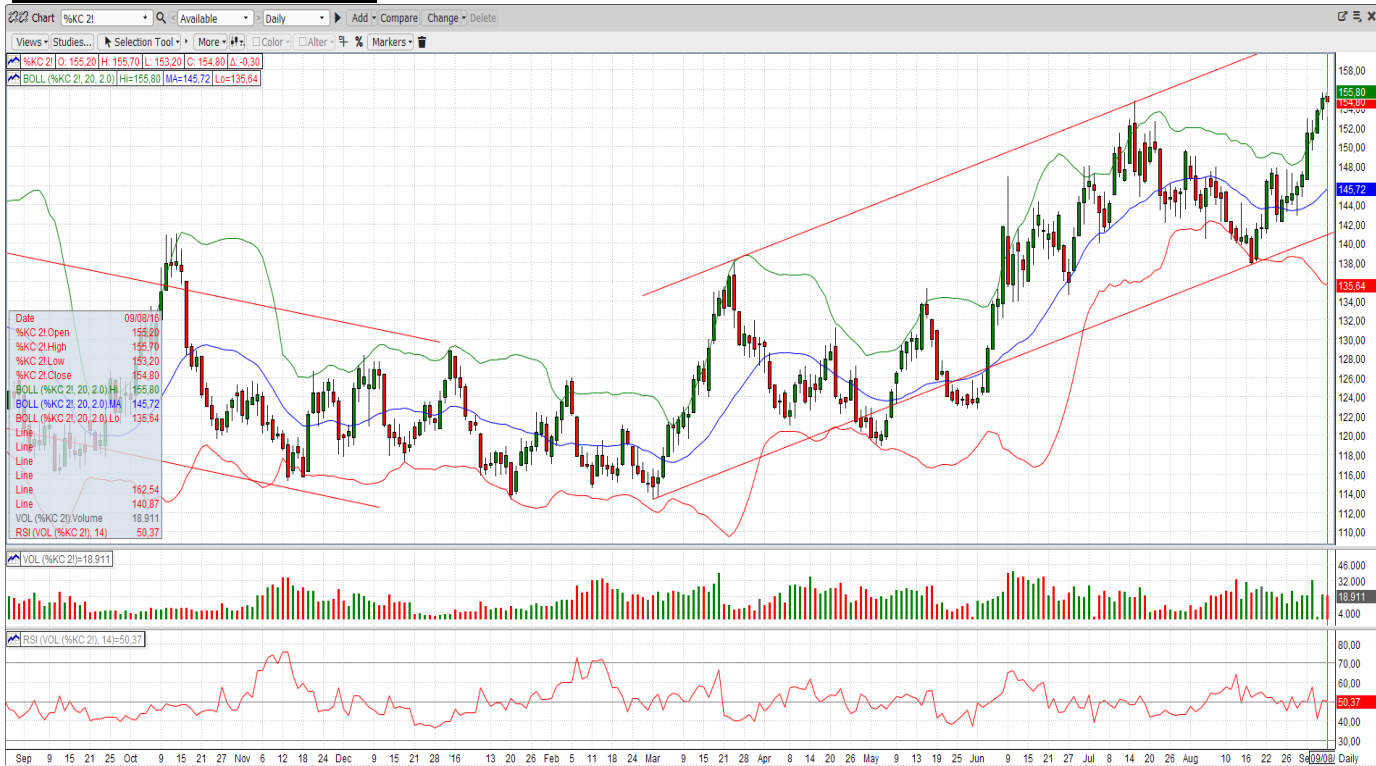 Chart %KC 2! Available Daily Add Compare Change Delete
Views Studies... Selection Tool More Color Alter % Markers
%KC 2! O: 155,20 H: 155,70 L: 153,20 C: 154,80 Δ: -0,30
BOLL (%KC 2!, 20, 2.0) Hi=155,80 MA=145,72 Lo=135,64
158,00
155,80
154,80
154,00
152,00
150,00
148,00
145,72
144,00
142,00
140,00
138,00
135,64
134,00
132,00
130,00
128,00
126,00
124,00
122,00
120,00
118,00
116,00
114,00
112,00
110,00
Date 09/08/16
%KC 2!.Open 155,20
%KC 2!.High 155,70
%KC 2!.Low 153,20
%KC 2!.Close 154,80
BOLL (%KC 2!, 20, 2.0).Hi 155,80
BOLL (%KC 2!, 20, 2.0).MA 145,72
BOLL (%KC 2!, 20, 2.0).Lo 135,64
Line
Line
Line
Line
Line 162,54
Line 140,87
VOL (%KC 2!).Volume 18.911
RSI (VOL (%KC 2!), 14) 50,37
VOL (%KC 2!)=18.911
46.000
32.000
18.911
4.000
RSI (VOL (%KC 2!), 14)=50,37
80,00
70,00
60,00
50,37
40,00
30,00
Sep 9 15 21 25 Oct 9 15 21 27 Nov 6 12 18 24 Dec 9 15 21 28 '16 13 20 26 Feb 5 11 18 24 Mar 9 15 21 28 Apr 8 14 20 26 May 6 12 18 25 Jun 9 15 21 27 Jul 8 14 20 26 Aug 10 16 22 26 Se 09/08/ Daily